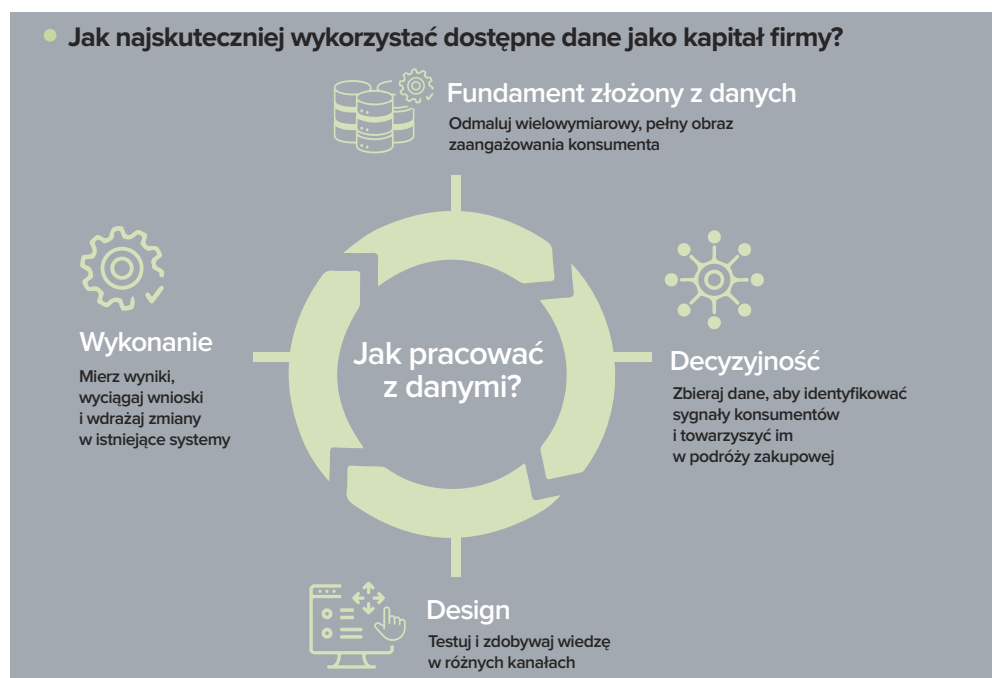 Jak najskuteczniej wykorzystać dostępne dane jako kapitał firmy?
Fundament złożony z danych
Odmaluj wielowymiarowy, pełny obraz
zaangażowania konsumenta
Jak pracować
z danymi?
Decyzyjność
Zbieraj dane, aby identyfikować
sygnały konsumentów
i towarzyszyć im
w podróży zakupowej
Design
Testuj i zdobywaj wiedzę
w różnych kanałach
Wykonanie
Mierz wyniki,
wyciągaj wnioski
i wdrażaj zmiany
w istniejące systemy